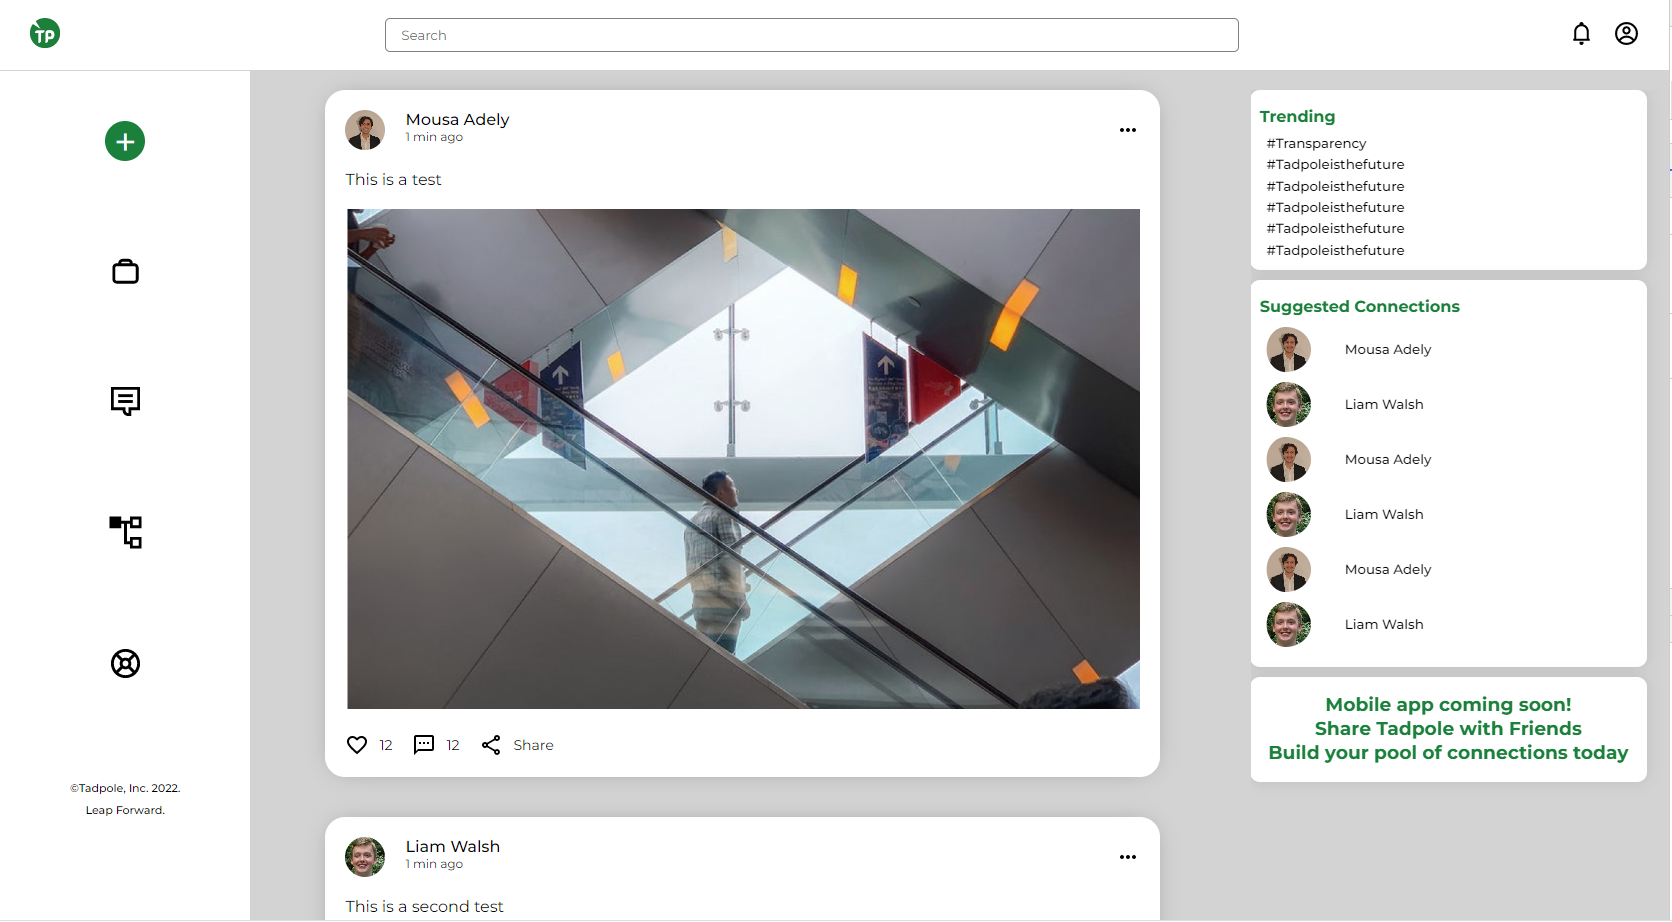 TP
Search
Mousa Adely
1 min ago
This is a test
12
12
Share
Liam Walsh
1 min ago
This is a second test
Trending
#Transparency
#Tadpoleisthefuture
#Tadpoleisthefuture
#Tadpoleisthefuture
#Tadpoleisthefuture
#Tadpoleisthefuture
Suggested Connections
Mousa Adely
Liam Walsh
Mousa Adely
Liam Walsh
Mousa Adely
Liam Walsh
Mobile app coming soon!
Share Tadpole with Friends
Build your pool of connections today
©Tadpole, Inc. 2022.
Leap Forward.